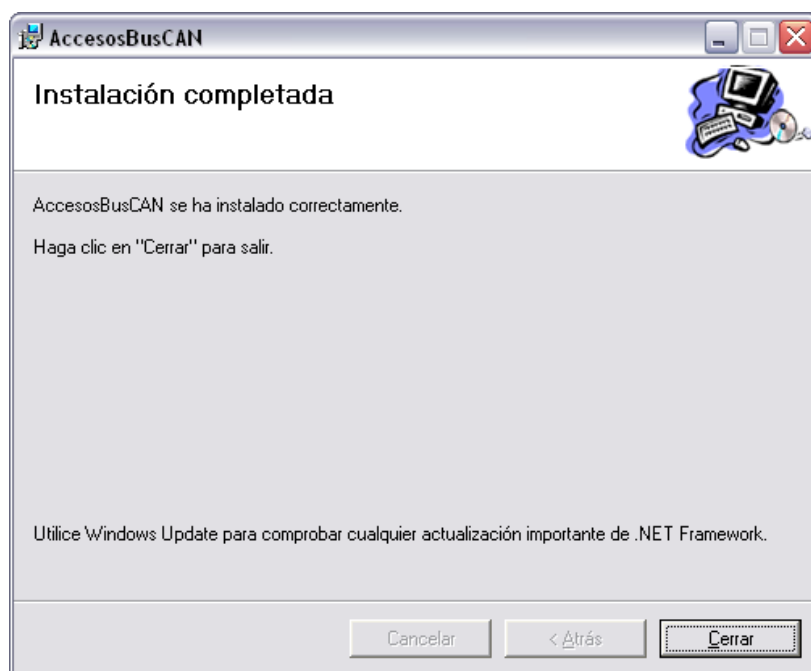 AccesosBusCAN
Instalación completada
AccesosBusCAN se ha instalado correctamente.
Haga clic en "Cerrar" para salir.
Utilice Windows Update para comprobar cualquier actualización importante de .NET Framework.
Cancelar
< Atrás
Cerrar